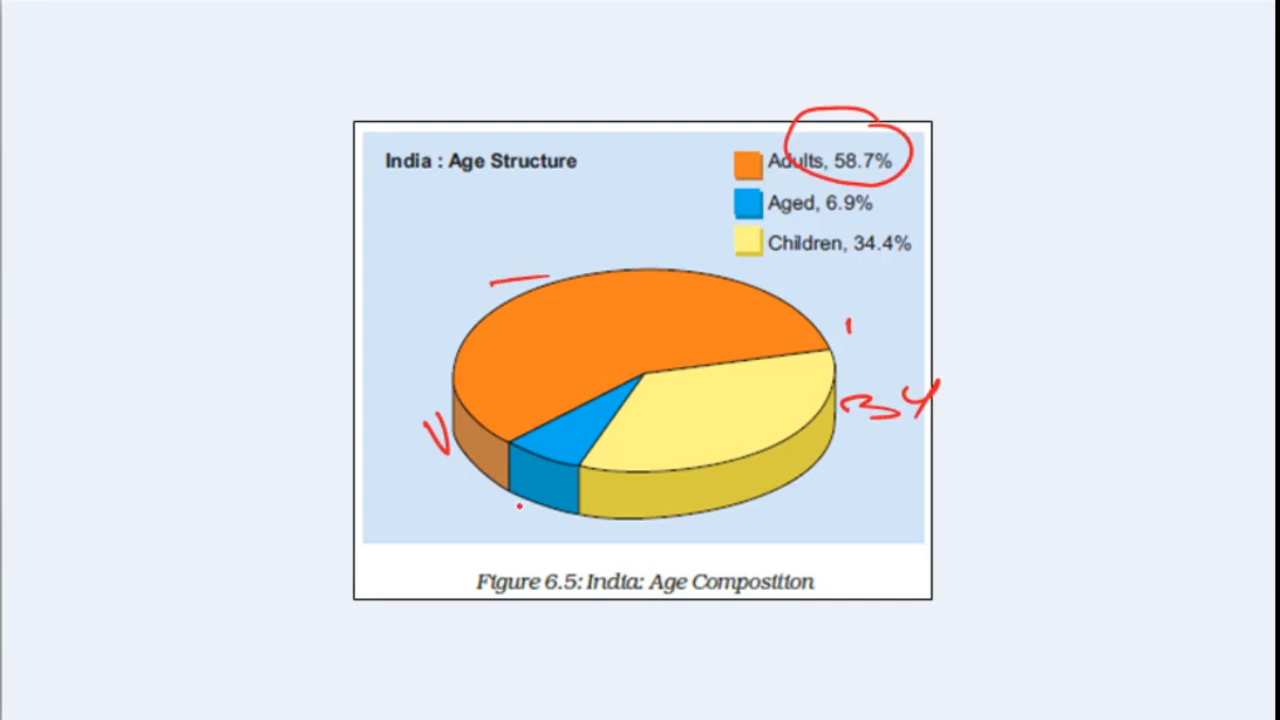 India : Age Structure
Adults, 58.7%
Aged, 6.9%
Children, 34.4%
34
Figure 6.5: India: Age Composition